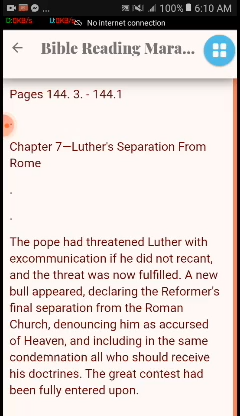 0:0KB/s U:0KB/s 100% 6:10 AM
No internet connection
Bible Reading Mara...
Pages 144. 3. - 144.1
Chapter 7—Luther's Separation From
Rome
.
.
The pope had threatened Luther with
excommunication if he did not recant,
and the threat was now fulfilled. A new
bull appeared, declaring the Reformer's
final separation from the Roman
Church, denouncing him as accursed
of Heaven, and including in the same
condemnation all who should receive
his doctrines. The great contest had
been fully entered upon.